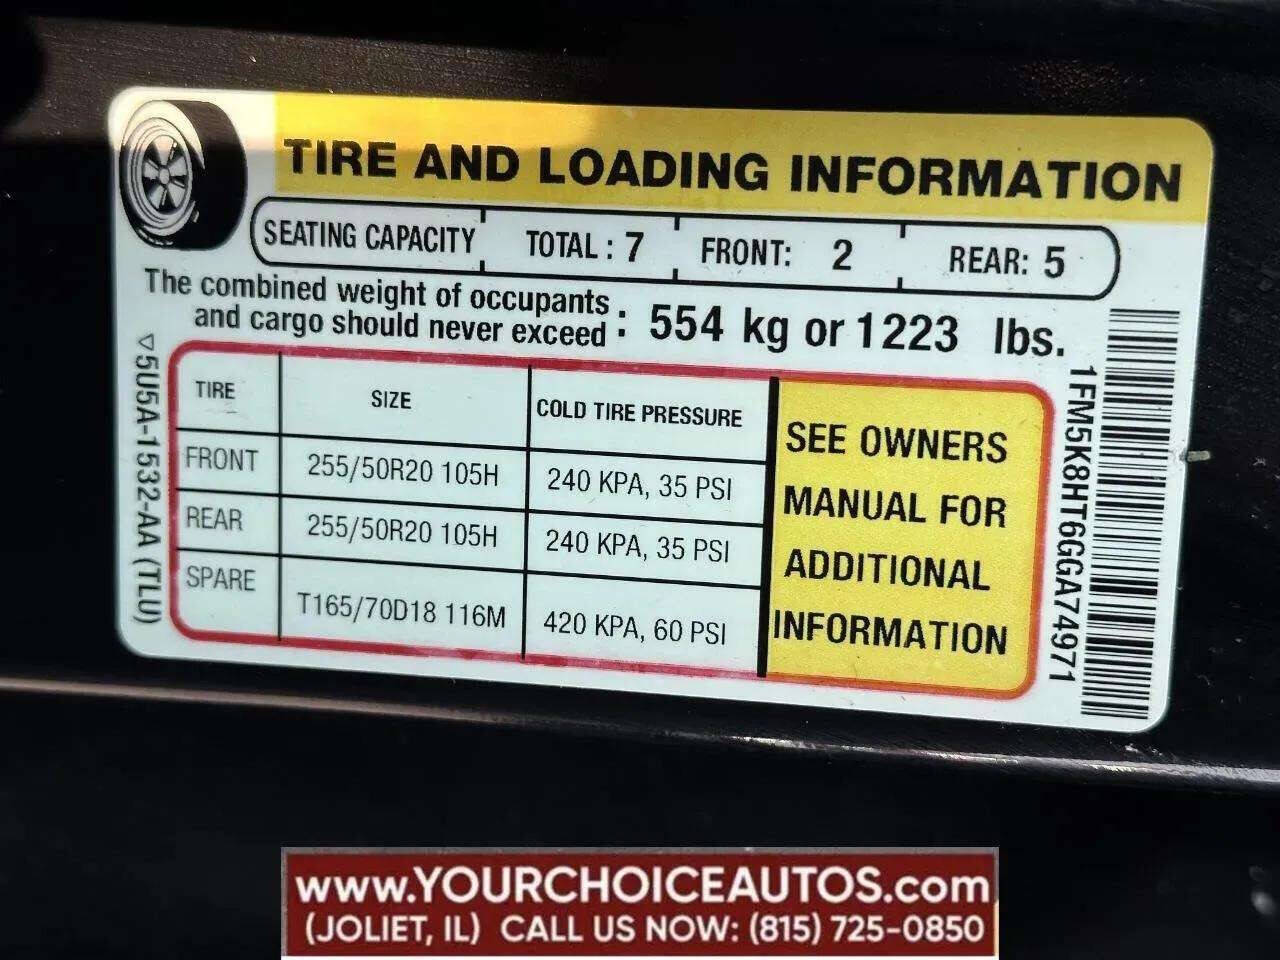 TIRE AND LOADING INFORMATION
SEATING CAPACITY TOTAL : 7 FRONT: 2 REAR: 5
The combined weight of occupants
and cargo should never exceed : 554 kg or 1223 lbs.
TIRE SIZE COLD TIRE PRESSURE
FRONT 255/50R20 105H 240 KPA, 35 PSI
REAR 255/50R20 105H 240 KPA, 35 PSI
SPARE T165/70D18 116M 420 KPA, 60 PSI
SEE OWNERS
MANUAL FOR
ADDITIONAL
INFORMATION
5U5A-1532-AA (TLU)
1FM5K8HT6GGA74971
www.YOURCHOICEAUTOS.com
(JOLIET, IL) CALL US NOW: (815) 725-0850